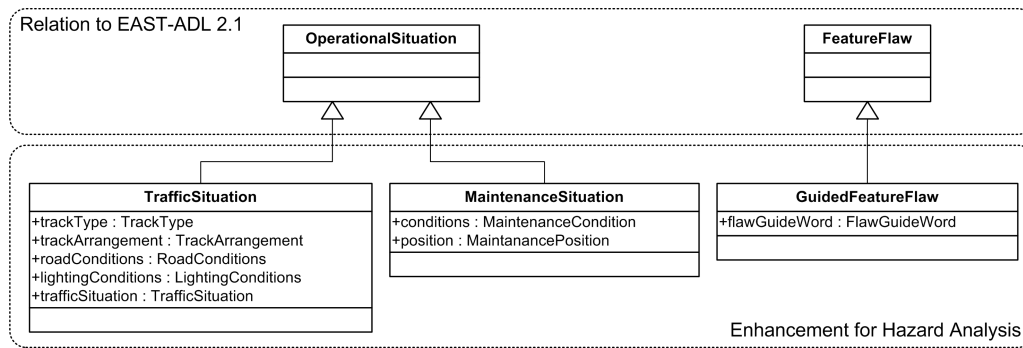 Relation to EAST-ADL 2.1
OperationalSituation
FeatureFlaw
TrafficSituation
+trackType : TrackType
+trackArrangement : TrackArrangement
+roadConditions : RoadConditions
+lightingConditions : LightingConditions
+trafficSituation : TrafficSituation
MaintenanceSituation
+conditions : MaintenanceCondition
+position : MaintanancePosition
GuidedFeatureFlaw
+flawGuideWord : FlawGuideWord
Enhancement for Hazard Analysis